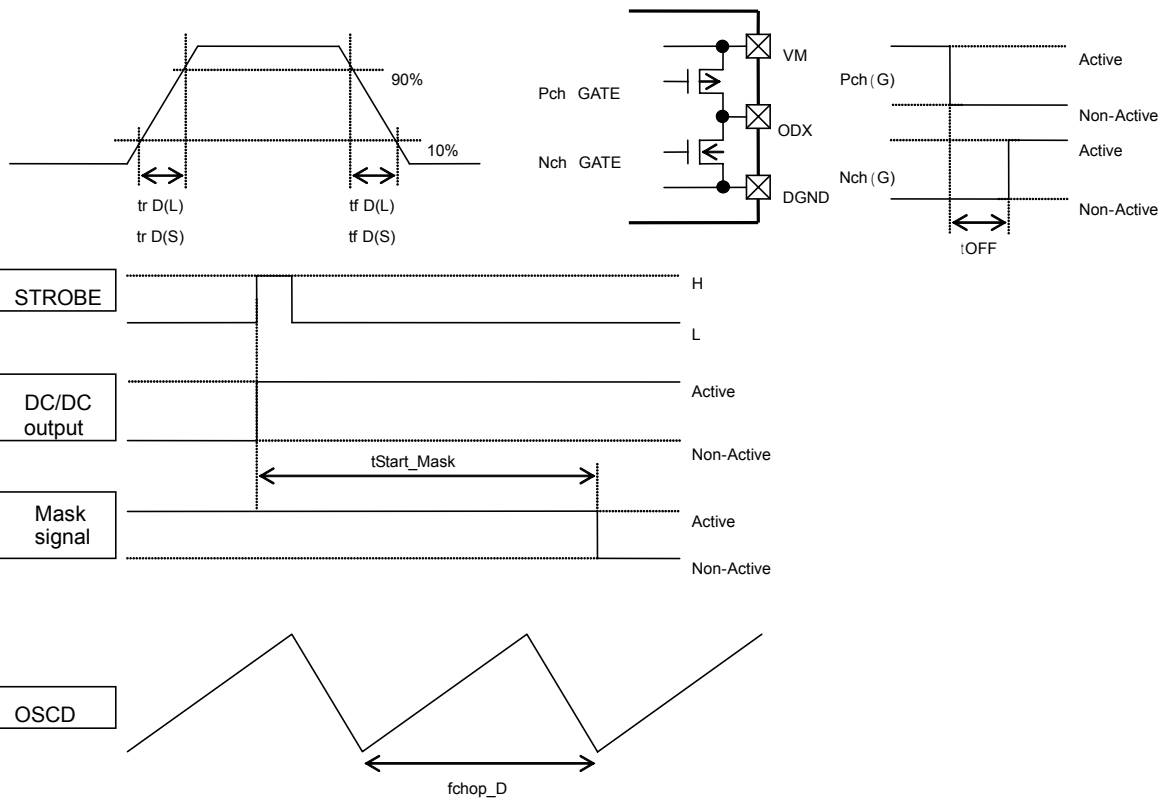 90%
10%
tr D(L)
tf D(L)
tr D(S)
tf D(S)
Pch GATE
Nch GATE
VM
ODX
DGND
Pch(G)
Active
Non-Active
Nch(G)
Active
Non-Active
tOFF
STROBE
H
L
DC/DC
output
Active
Non-Active
tStart_Mask
Mask
signal
Active
Non-Active
OSCD
fchop_D